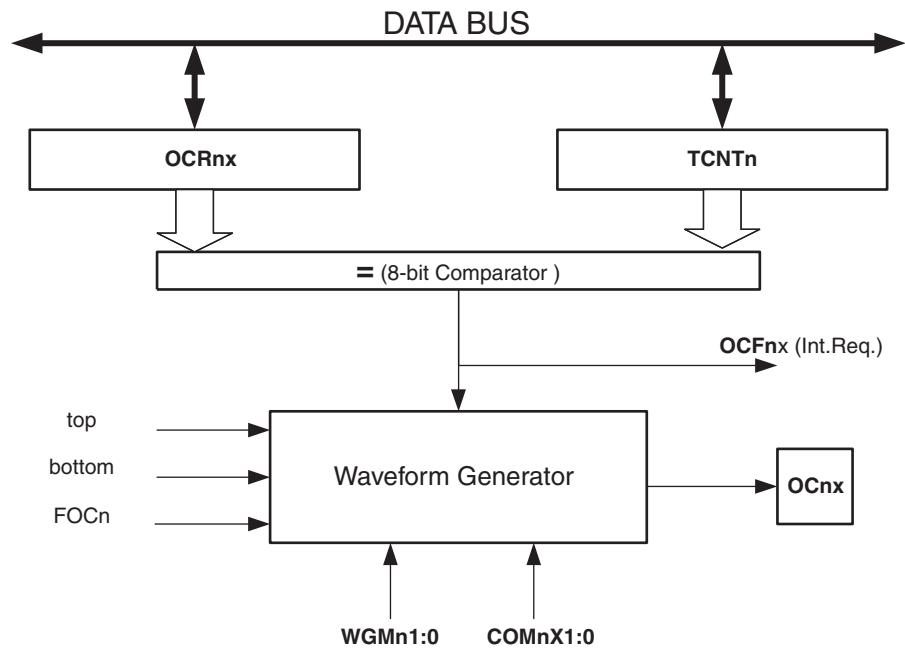 DATA BUS
OCRnx
TCNTn
= (8-bit Comparator )
OCFnx (Int.Req.)
top
bottom
FOCn
Waveform Generator
OCnx
WGMn1:0
COMnX1:0